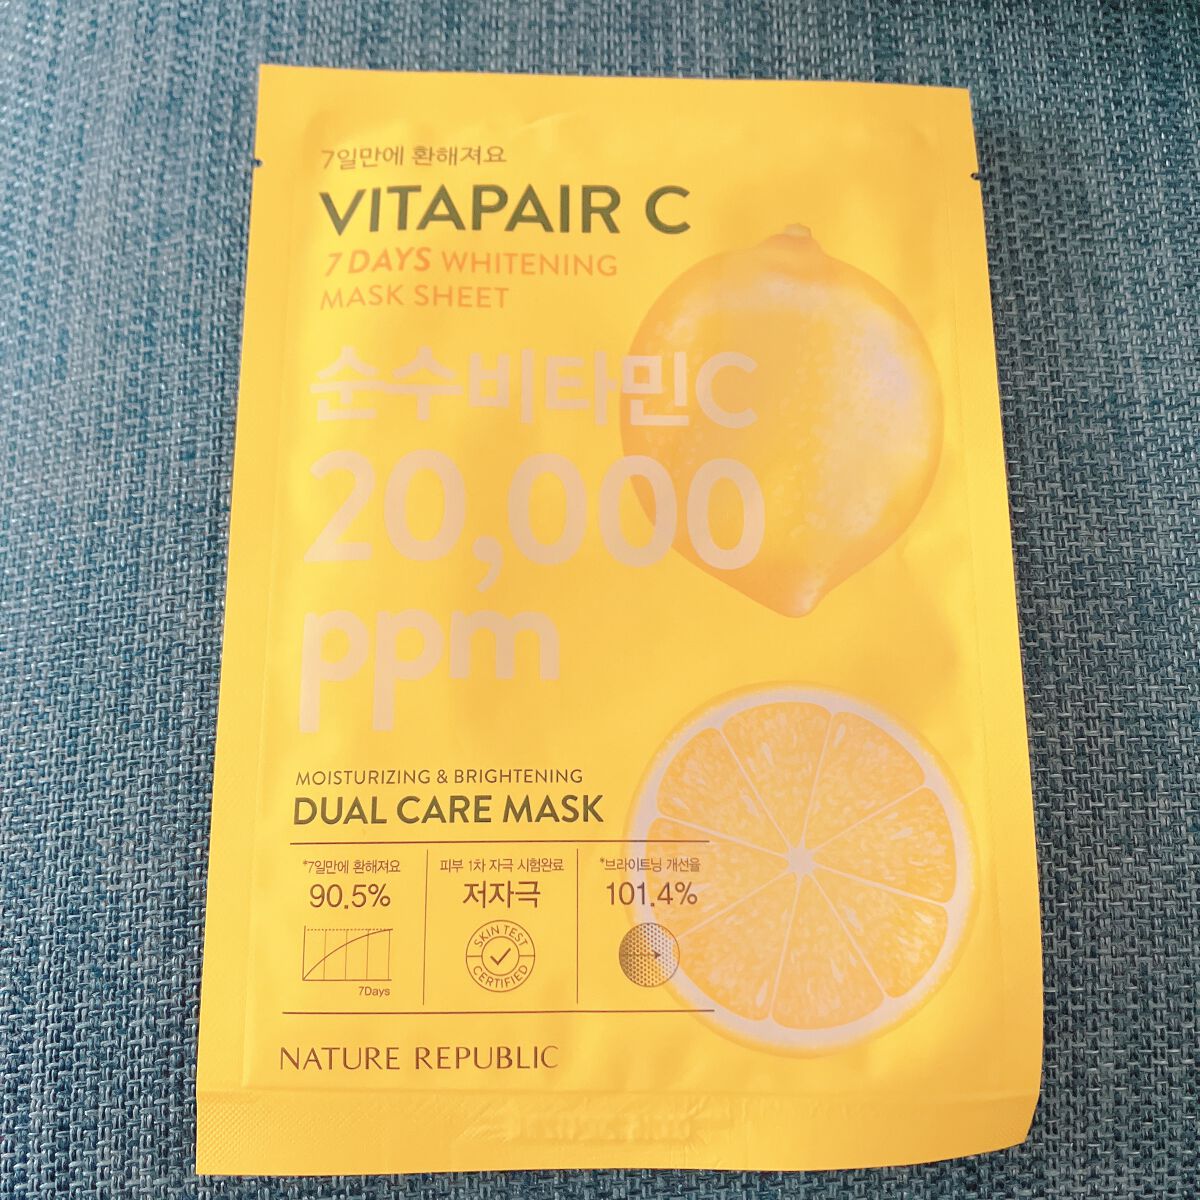 7일만에 환해져요
VITAPAIR C
7 DAYS WHITENING
MASK SHEET
순수비타민C
20,000
ppm
MOISTURIZING & BRIGHTENING
DUAL CARE MASK
*7일만에 환해져요
90.5%
7Days
피부 1차 자극 시험완료
저자극
SKIN TEST
CERTIFIED
*브라이트닝 개선율
101.4%
NATURE REPUBLIC